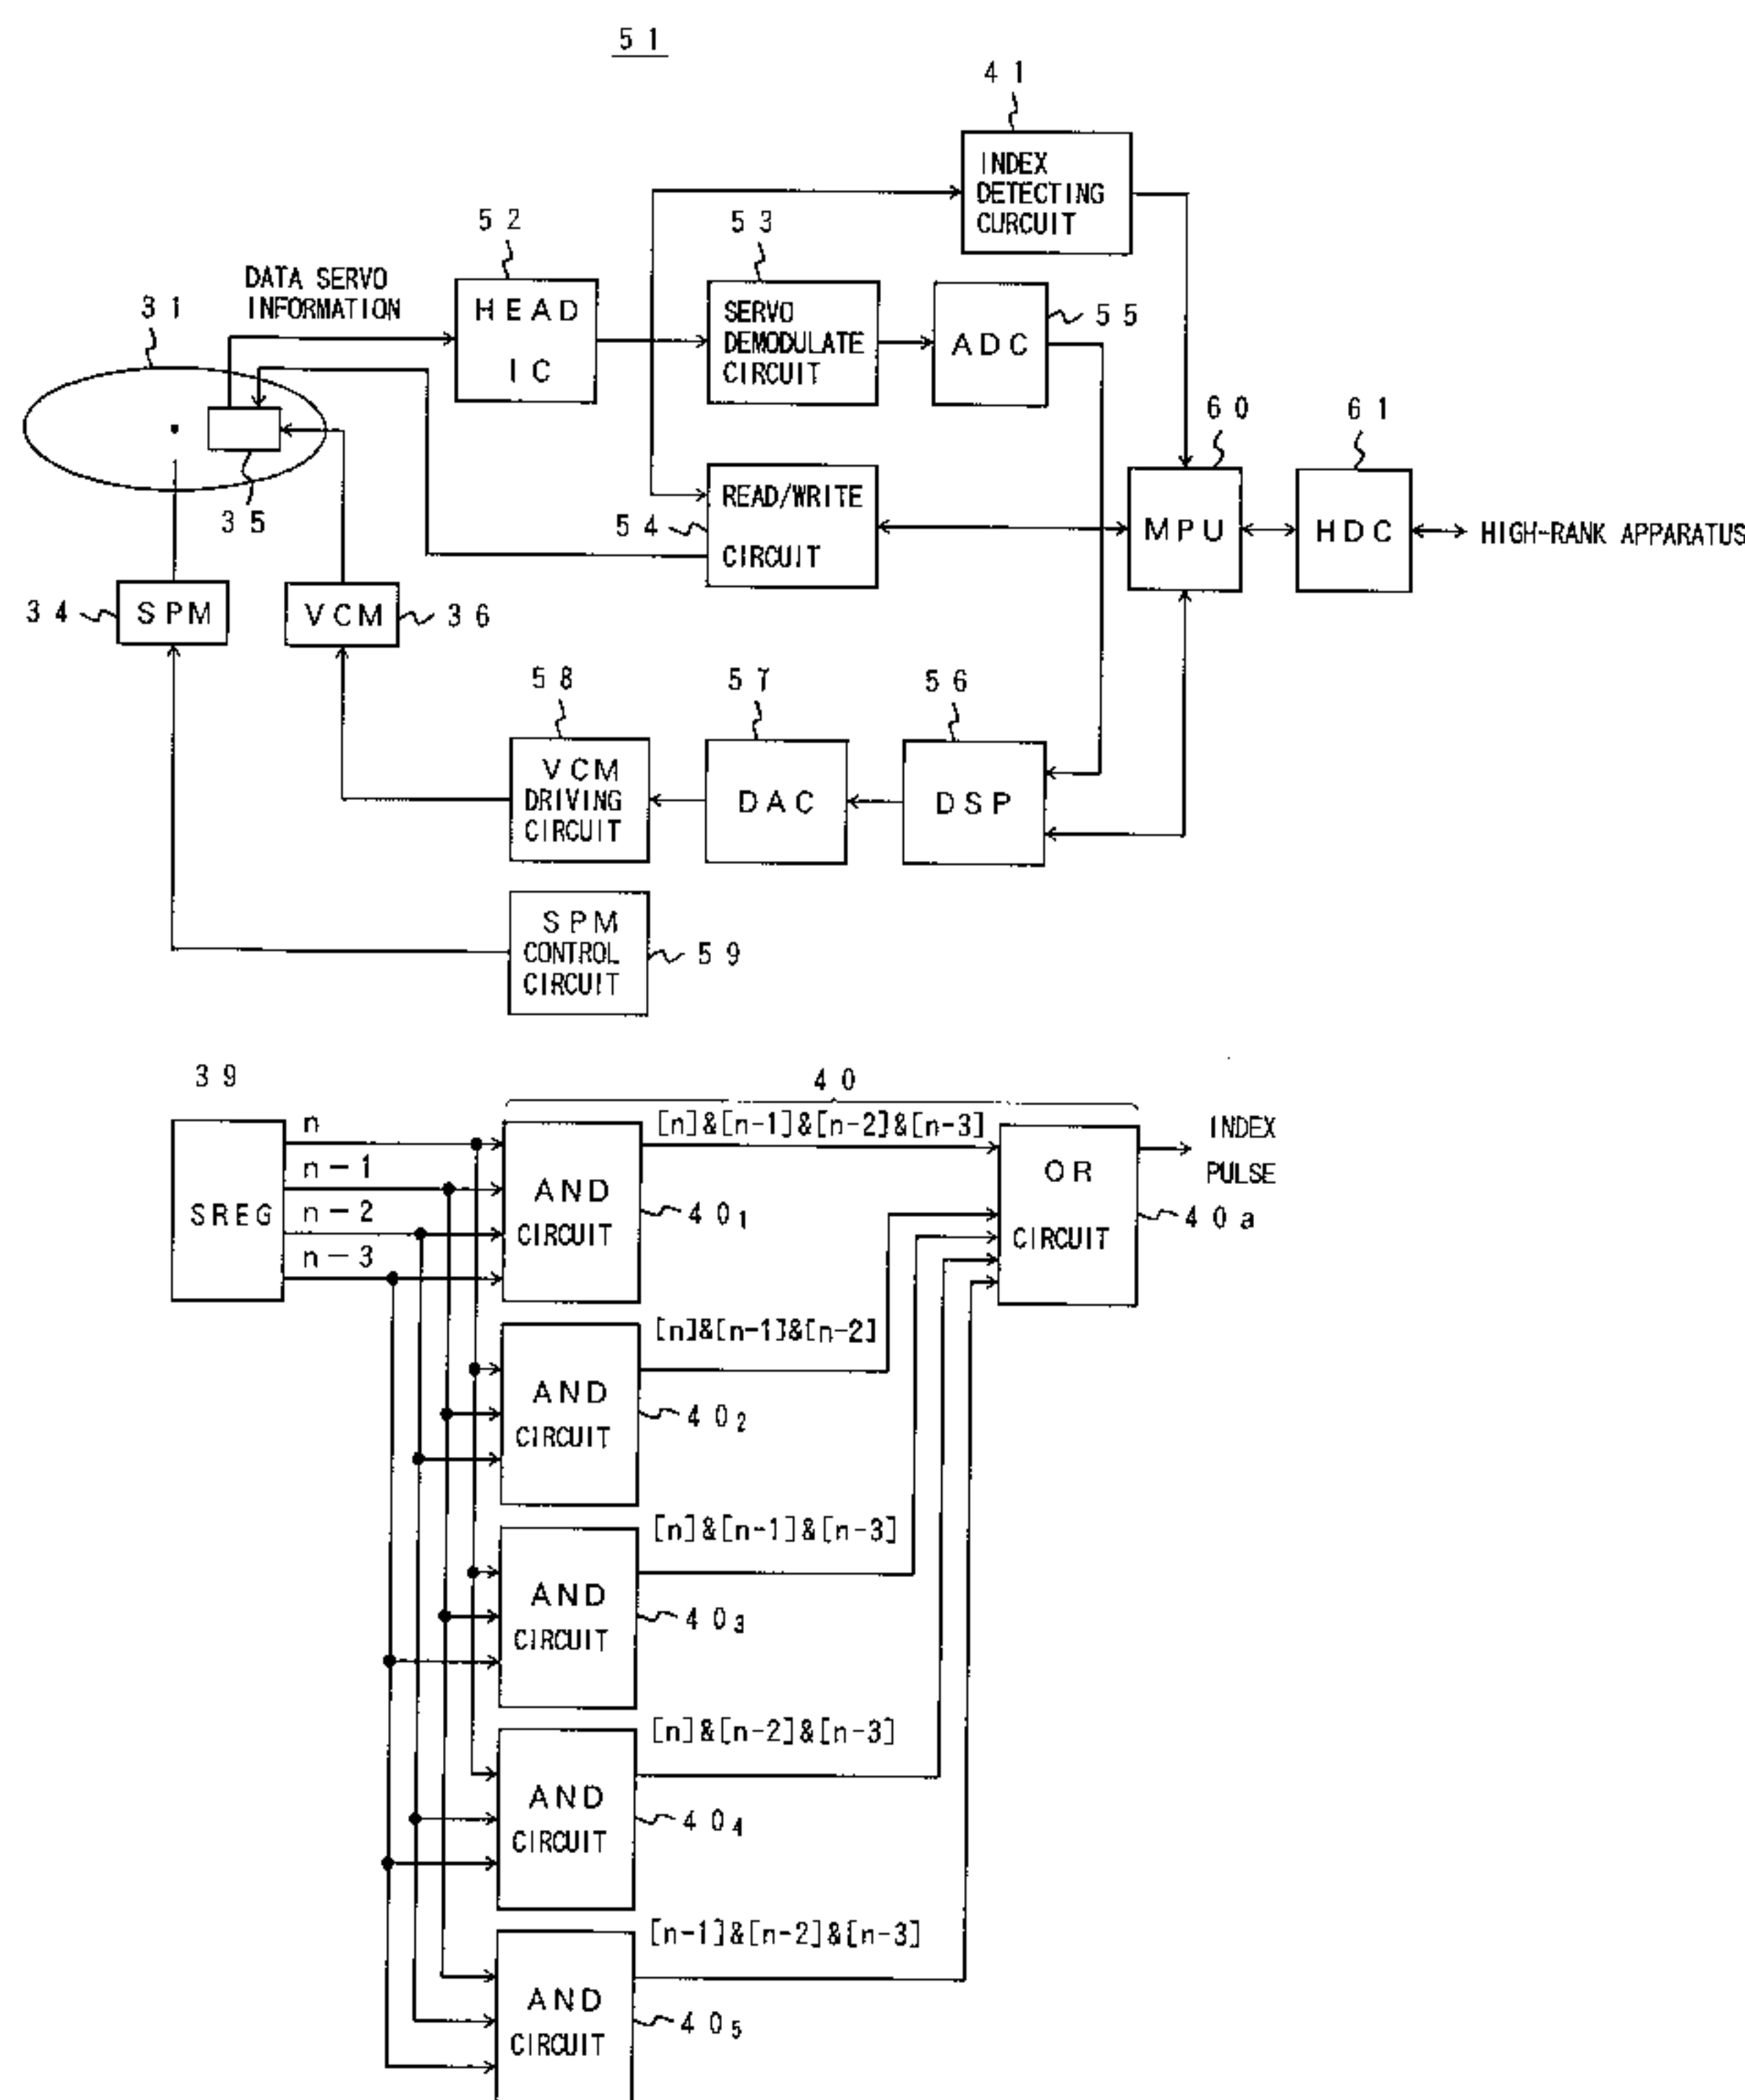 51
41
INDEX
DETECTING
CURCUIT
52
53
DATA SERVO
INFORMATION
31
HEAD
IC
SERVO
DEMODULATE
CIRCUIT
ADC
55
60
61
35
54
READ/WRITE
CIRCUIT
MPU
HDC
HIGH-RANK APPARATUS
34
SPM
VCM
36
58
57
56
VCM
DRIVING
CIRCUIT
DAC
DSP
SPM
CONTROL
CIRCUIT
59
39
40
SREG
n
n-1
n-2
n-3
AND
CIRCUIT
40₁
[n]&[n-1]&[n-2]&[n-3]
OR
CIRCUIT
40a
INDEX
PULSE
[n]&[n-1]&[n-2]
AND
CIRCUIT
40₂
[n]&[n-1]&[n-3]
AND
CIRCUIT
40₃
[n]&[n-2]&[n-3]
AND
CIRCUIT
40₄
[n-1]&[n-2]&[n-3]
AND
CIRCUIT
40₅